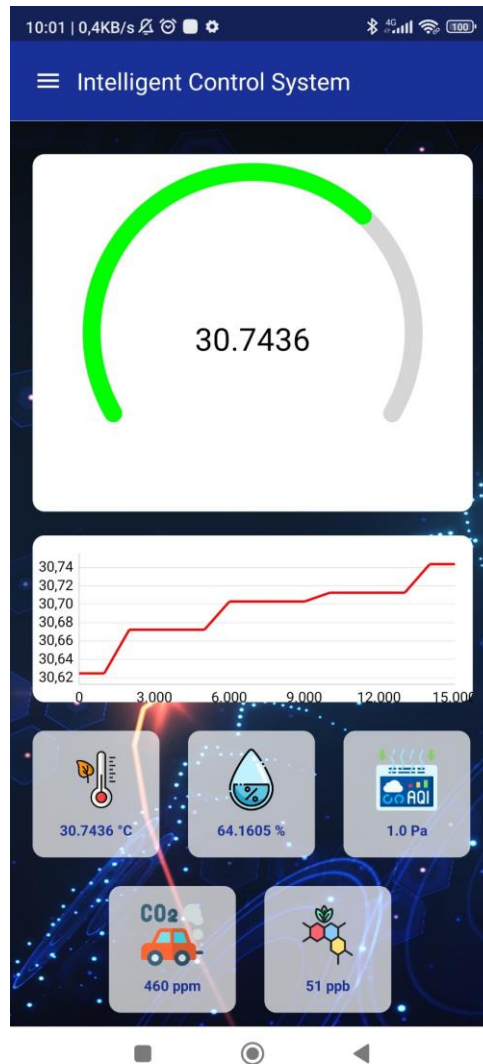 10:01 | 0,4KB/s
4G
100
Intelligent Control System
30.7436
30,74
30,72
30,70
30,68
30,66
30,64
30,62
0 3.000 6.000 9.000 12.000 15.000
AQI
30.7436 °C
64.1605 %
1.0 Pa
CO2
460 ppm
51 ppb